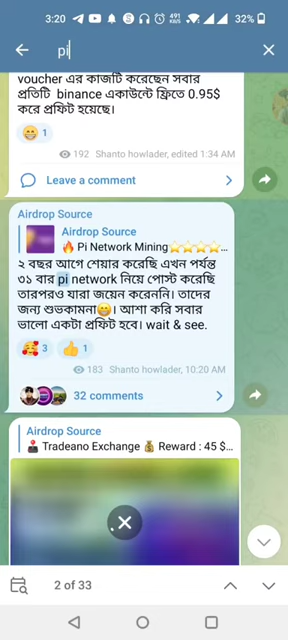 3:20
491
KB/s
32%
pi
voucher এর কাজটি করেছেন সবার
প্রতিটি binance একাউন্টে ফ্রিতে 0.95$
করে প্রফিট হয়েছে।
1
192 Shanto howlader, edited 1:34 AM
Leave a comment
Airdrop Source
Airdrop Source
Pi Network Mining⭐⭐⭐⭐...
২ বছর আগে শেয়ার করেছি এখন পর্যন্ত
৩১ বার pi network নিয়ে পোস্ট করেছি
তারপরও যারা জয়েন করেননি। তাদের
জন্য শুভকামনা😁। আশা করি সবার
ভালো একটা প্রফিট হবে। wait & see.
3 1
183 Shanto howlader, 10:20 AM
32 comments
Airdrop Source
Tradeano Exchange 💰 Reward : 45 $...
2 of 33